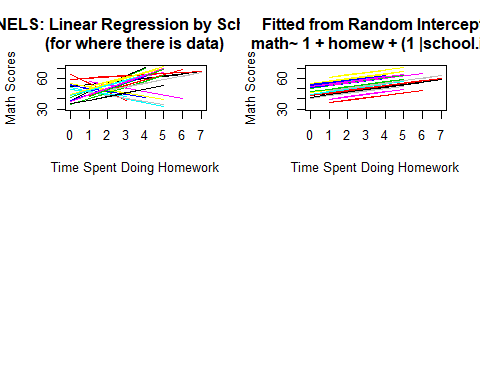 NELS: Linear Regression by Sch
(for where there is data)
Math Scores
30
60
0 1 2 3 4 5 6 7
Time Spent Doing Homework
Fitted from Random Intercept
math~ 1 + homew + (1 |school.i
Math Scores
30
60
0 1 2 3 4 5 6 7
Time Spent Doing Homework